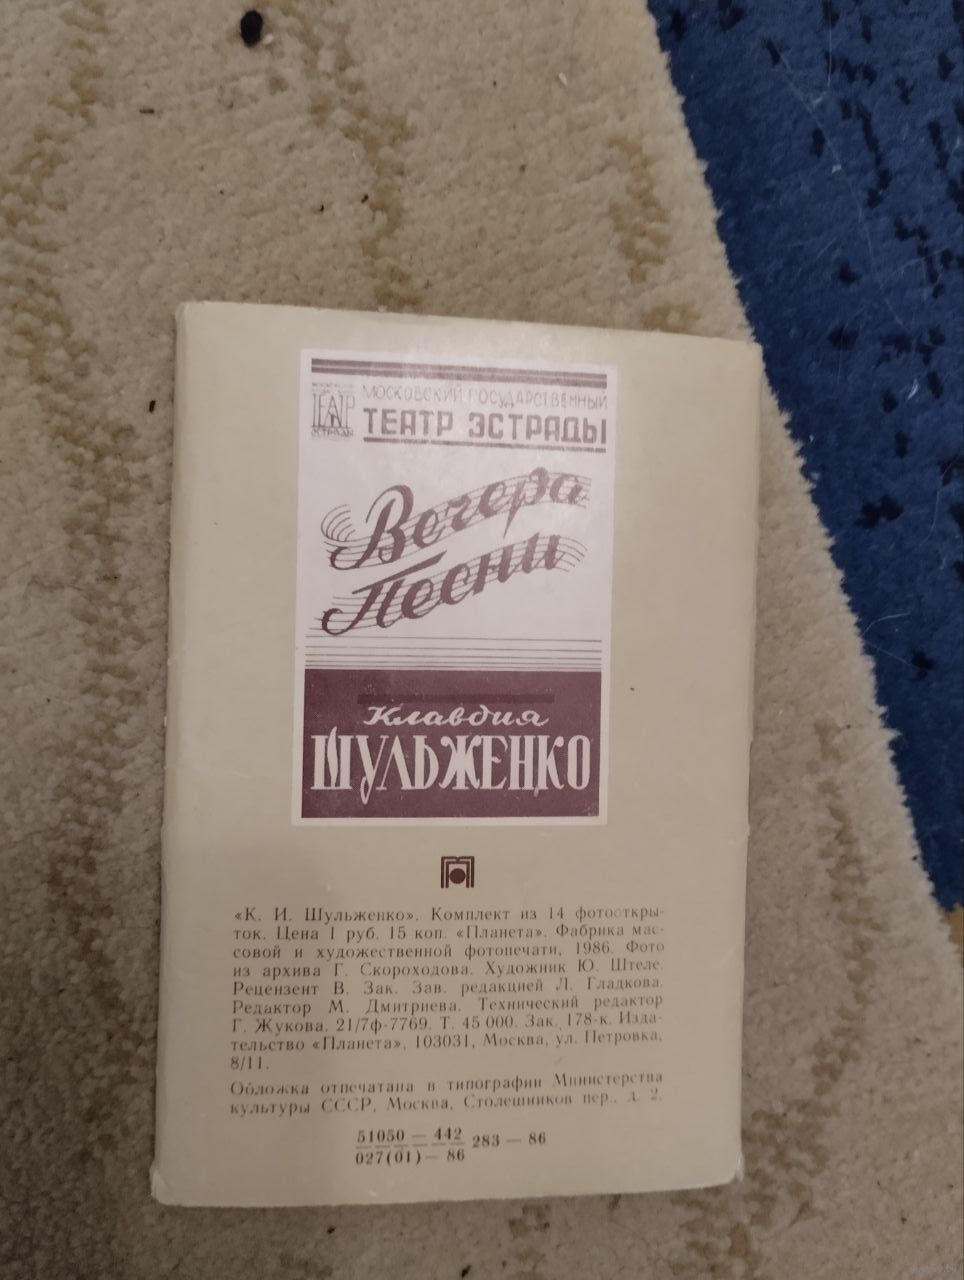 МОСКОВСКИЙ ГОСУДАРСТВЕННЫЙ
ТЕАТР ЭСТРАДЫ
ТЕАТР
ЭСТРАДЫ
Вечера
Песни
Клавдия
ШУЛЬЖЕНКО
«К. И. Шульженко». Комплект из 14 фототкры-
ток. Цена 1 руб. 15 коп. «Планета». Фабрика мас-
совой и художественной фотопечати, 1986. Фото
из архива Г. Скороходова. Художник Ю. Штеле.
Рецензент В. Зак. Зав. редакцией Л. Гладкова.
Редактор М. Дмитриева. Технический редактор
Г. Жукова. 21/7ф-7769. Т. 45 000. Зак. 178-к. Изда-
тельство «Планета», 103031, Москва, ул. Петровка,
8/11.
Обложка отпечатана в типографии Министерства
культуры СССР, Москва, Столешников пер., д. 2.
51050 — 442
027(01) — 86
283 — 86